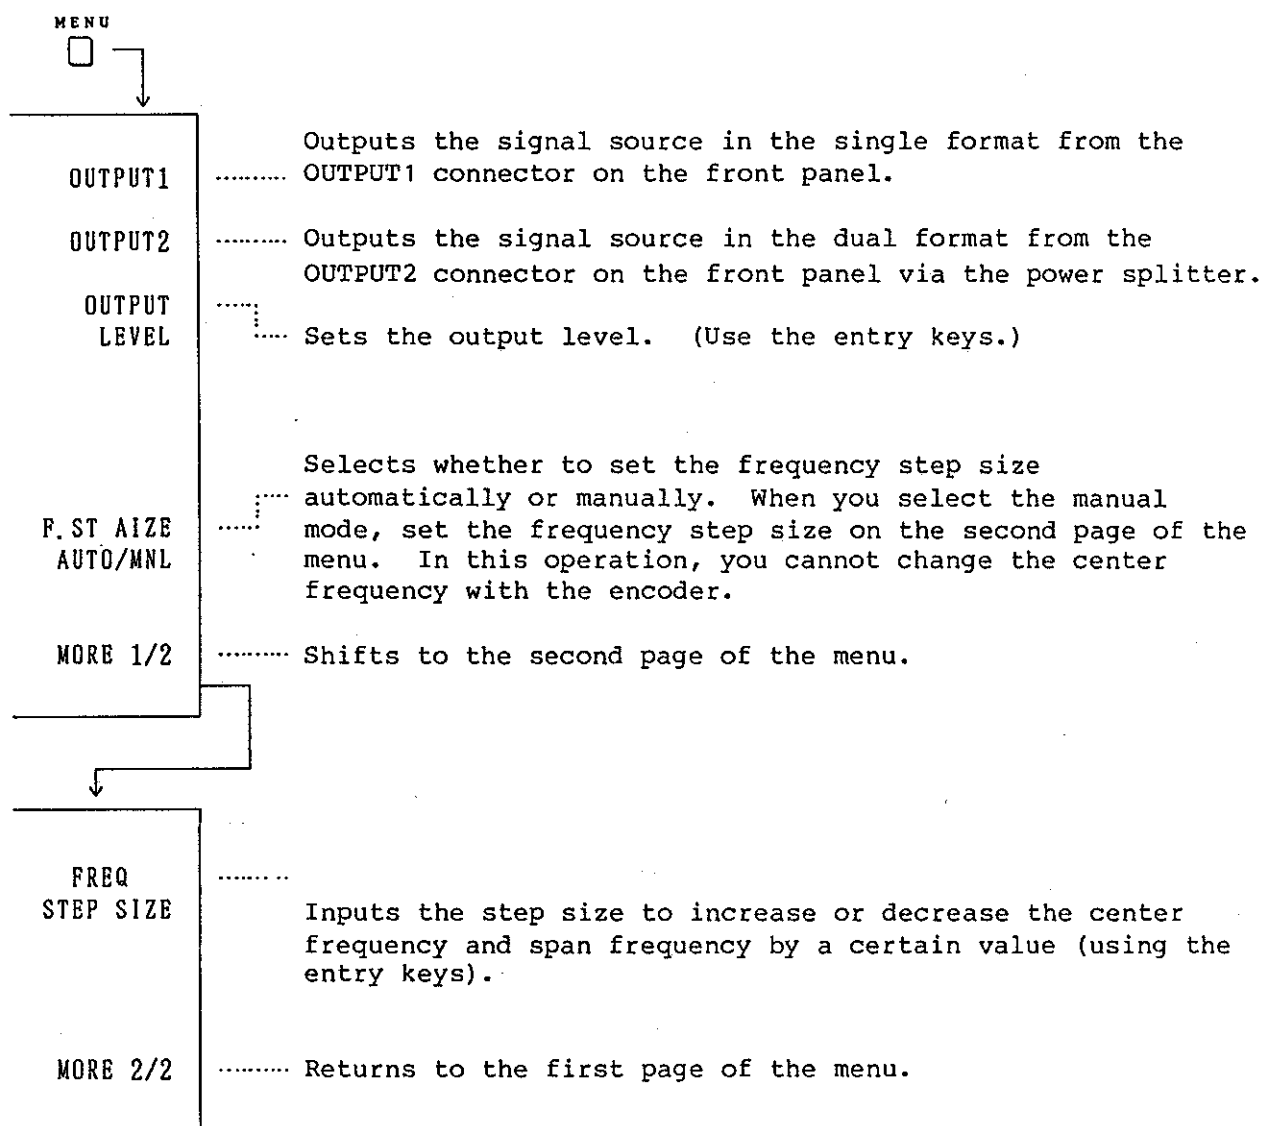 MENU
Outputs the signal source in the single format from the
OUTPUT1 OUTPUT1 connector on the front panel.
OUTPUT2 Outputs the signal source in the dual format from the
OUTPUT2 connector on the front panel via the power splitter.
OUTPUT
LEVEL Sets the output level. (Use the entry keys.)
Selects whether to set the frequency step size
automatically or manually. When you select the manual
F.ST AIZE mode, set the frequency step size on the second page of the
AUTO/MNL menu. In this operation, you cannot change the center
frequency with the encoder.
MORE 1/2 Shifts to the second page of the menu.
FREQ
STEP SIZE Inputs the step size to increase or decrease the center
frequency and span frequency by a certain value (using the
entry keys).
MORE 2/2 Returns to the first page of the menu.